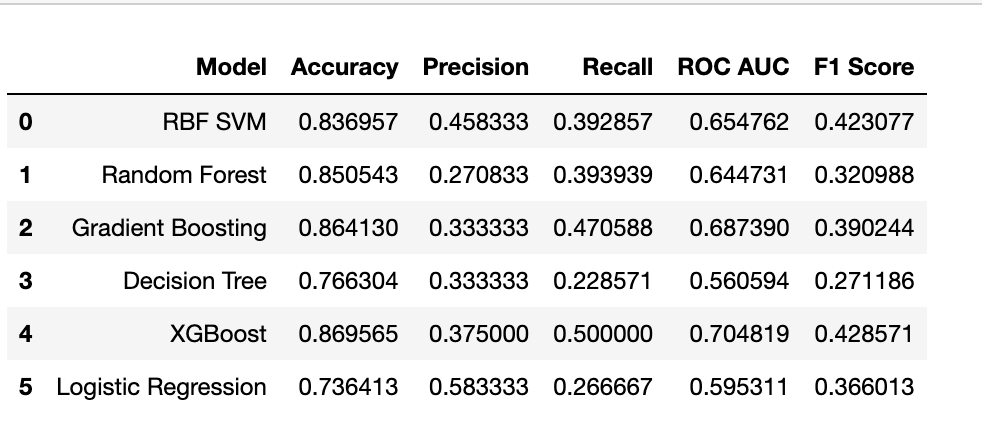 Model Accuracy Precision Recall ROC AUC F1 Score
0 RBF SVM 0.836957 0.458333 0.392857 0.654762 0.423077
1 Random Forest 0.850543 0.270833 0.393939 0.644731 0.320988
2 Gradient Boosting 0.864130 0.333333 0.470588 0.687390 0.390244
3 Decision Tree 0.766304 0.333333 0.228571 0.560594 0.271186
4 XGBoost 0.869565 0.375000 0.500000 0.704819 0.428571
5 Logistic Regression 0.736413 0.583333 0.266667 0.595311 0.366013